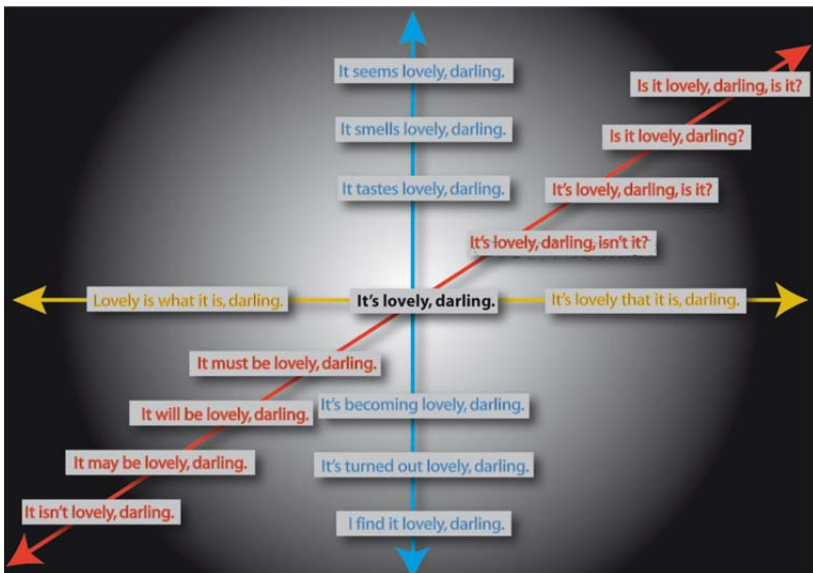 It seems lovely, darling.
Is it lovely, darling, is it?
It smells lovely, darling.
Is it lovely, darling?
It tastes lovely, darling.
It's lovely, darling, is it?
It's lovely, darling, isn't it?
Lovely is what it is, darling.
It's lovely, darling.
It's lovely that it is, darling.
It must be lovely, darling.
It's becoming lovely, darling.
It will be lovely, darling.
It may be lovely, darling.
It's turned out lovely, darling.
It isn't lovely, darling.
I find it lovely, darling.